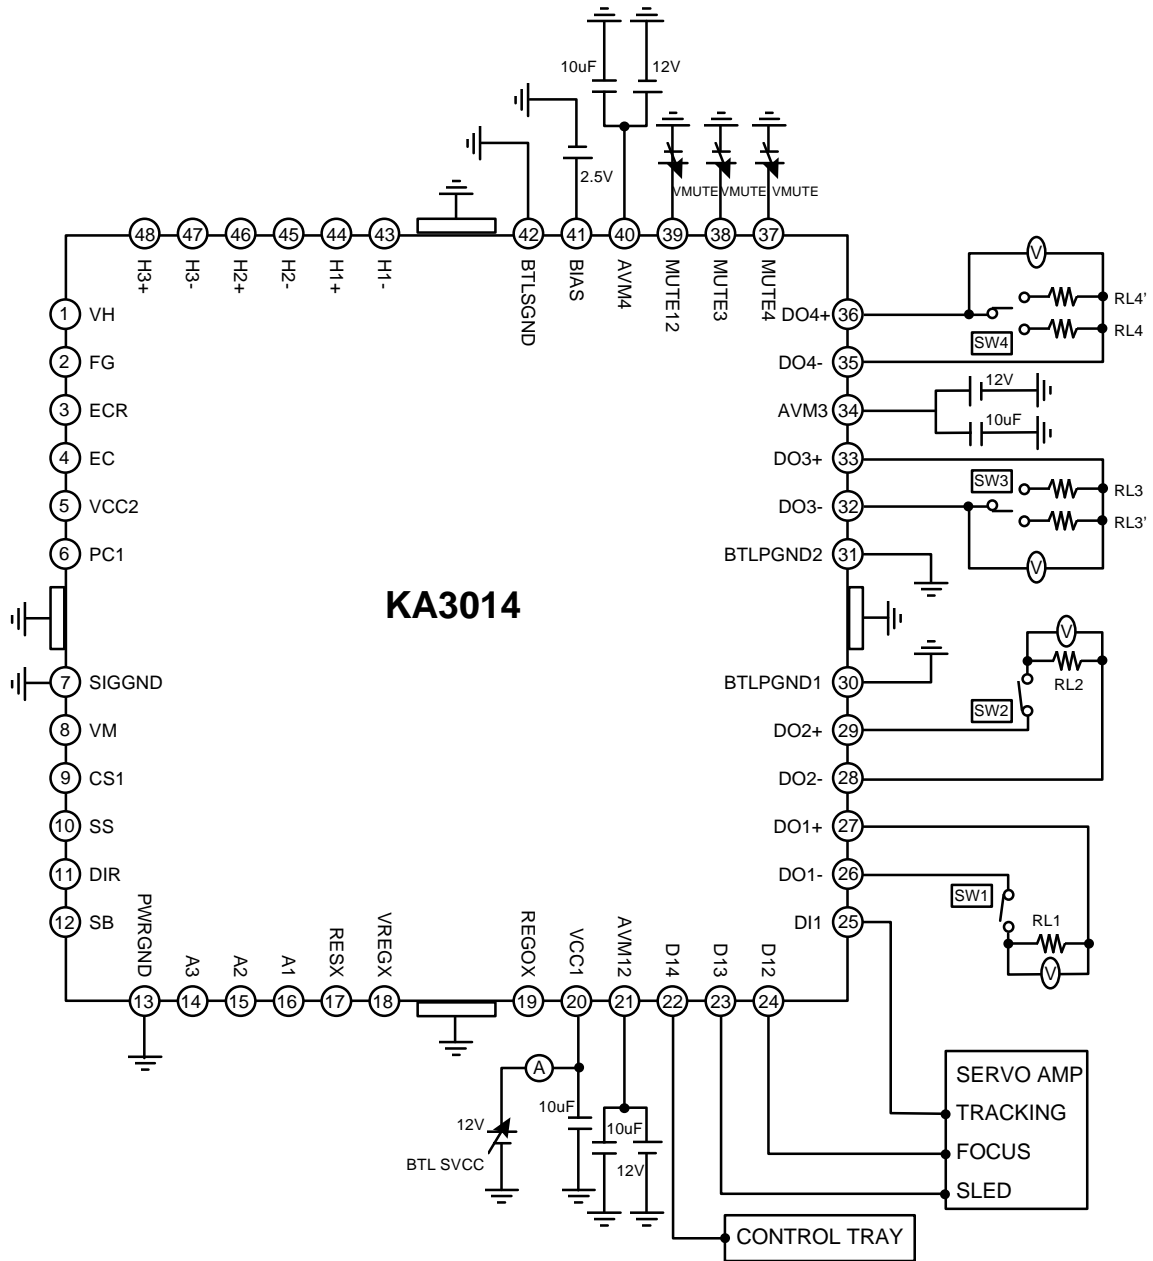 10uF
12V
2.5V
VMUTE
VMUTE
VMUTE
48
47
46
45
44
43
42
41
40
39
38
37
H3+
H3-
H2+
H2-
H1+
H1-
BTLSGND
BIAS
AVM4
MUTE12
MUTE3
MUTE4
1 VH
2 FG
3 ECR
4 EC
5 VCC2
6 PC1
7 SIGGND
8 VM
9 CS1
10 SS
11 DIR
12 SB
KA3014
DO4+ 36
DO4- 35
AVM3 34
DO3+ 33
DO3- 32
BTLPGND2 31
BTLPGND1 30
DO2+ 29
DO2- 28
DO1+ 27
DO1- 26
DI1 25
V
RL4'
SW4
RL4
12V
10uF
SW3
RL3
RL3'
V
V
RL2
SW2
SW1
RL1
V
PWRGND
A3
A2
A1
RESX
VREGX
REGOX
VCC1
AVM12
D14
D13
D12
13
14
15
16
17
18
19
20
21
22
23
24
A
12V
BTL SVCC
10uF
10uF
12V
SERVO AMP
TRACKING
FOCUS
SLED
CONTROL TRAY